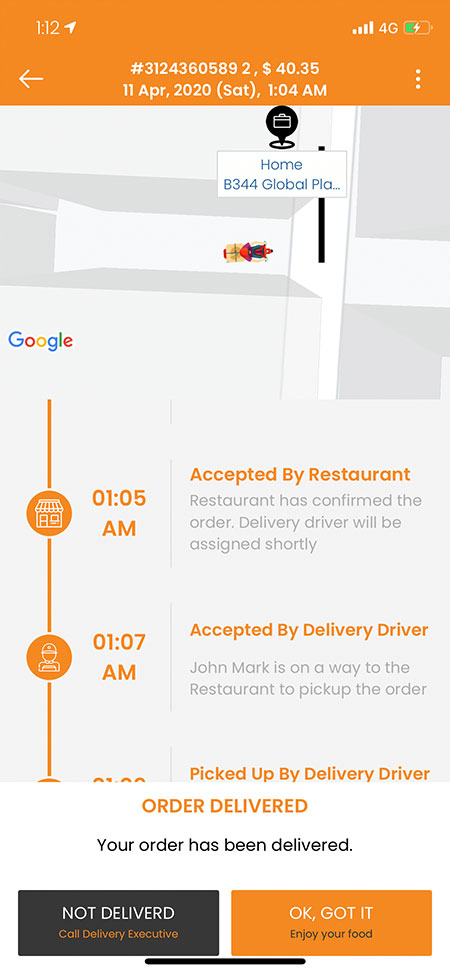 1:12
4G
#3124360589 2 , $ 40.35
11 Apr, 2020 (Sat), 1:04 AM
Home
B344 Global Pla...
Google
01:05
AM
Accepted By Restaurant
Restaurant has confirmed the
order. Delivery driver will be
assigned shortly
01:07
AM
Accepted By Delivery Driver
John Mark is on a way to the
Restaurant to pickup the order
Picked Up By Delivery Driver
ORDER DELIVERED
Your order has been delivered.
NOT DELIVERD
Call Delivery Executive
OK, GOT IT
Enjoy your food